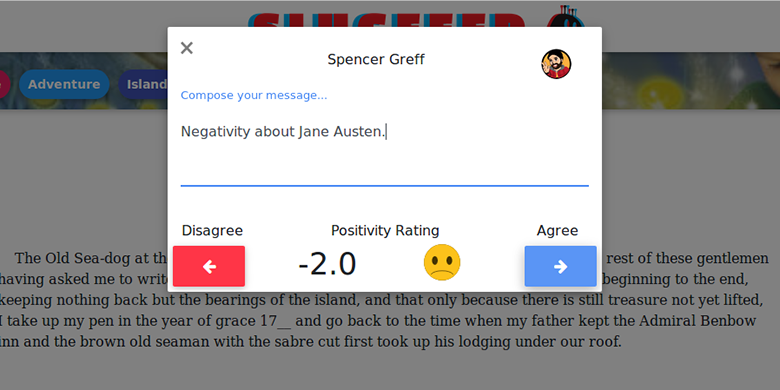 Spencer Greff
Adventure
Island
Compose your message...
Negativity about Jane Austen.
Disagree
Positivity Rating
Agree
-2.0
The Old Sea-dog at th
rest of these gentlemen
having asked me to write
beginning to the end,
keeping nothing back but the bearings of the island, and that only because there is still treasure not yet lifted,
I take up my pen in the year of grace 17__ and go back to the time when my father kept the Admiral Benbow
inn and the brown old seaman with the sabre cut first took up his lodging under our roof.